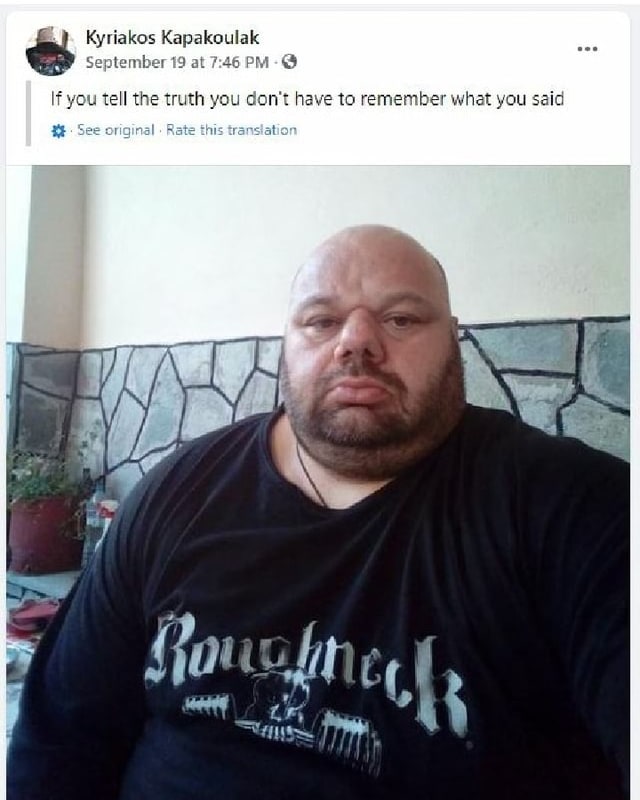 Kyriakos Kapakoulak
September 19 at 7:46 PM ·
If you tell the truth you don't have to remember what you said
· See original · Rate this translation
Roughneck